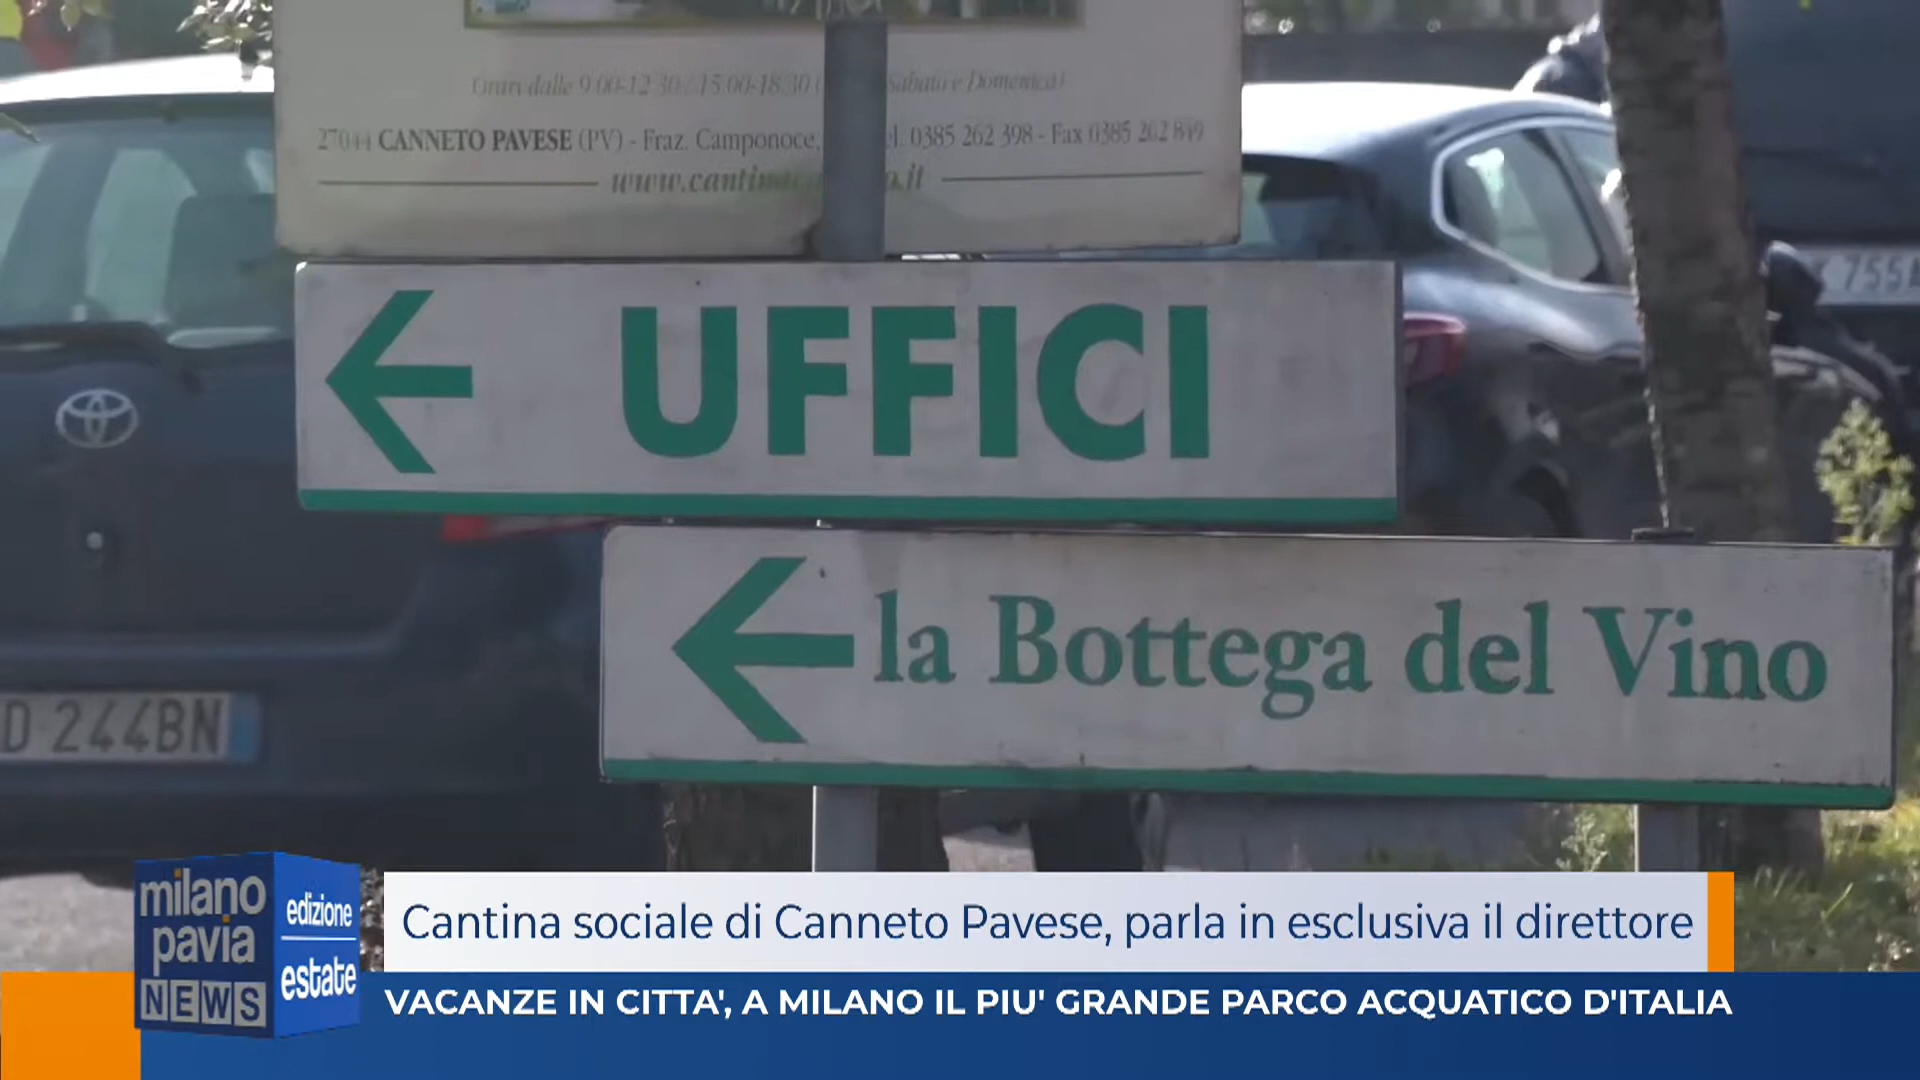 Orari dalle 9.00-12.30 / 15.00-18.30 Sabato e Domenica)
27044 CANNETO PAVESE (PV) - Fraz. Camponoce, 0385 262 398 - Fax 0385 262 849
UFFICI
la Bottega del Vino
755
D 244BN
milano pavia NEWS
edizione estate
Cantina sociale di Canneto Pavese, parla in esclusiva il direttore
VACANZE IN CITTA', A MILANO IL PIU' GRANDE PARCO ACQUATICO D'ITALIA